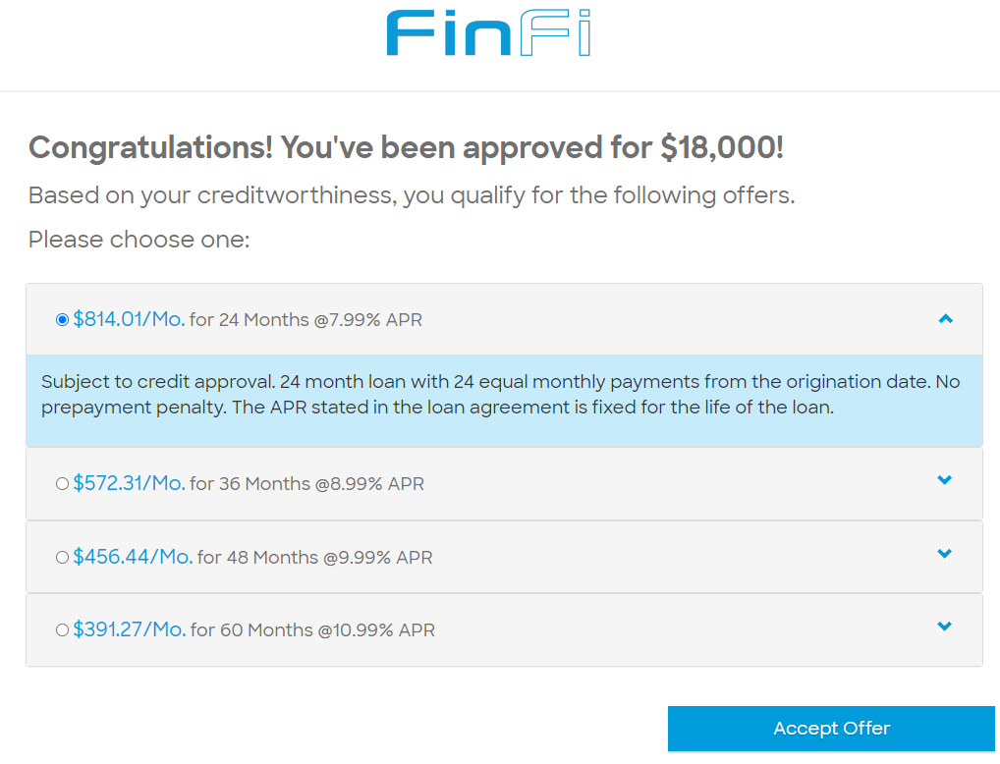 FinFi
Congratulations! You've been approved for $18,000!
Based on your creditworthiness, you qualify for the following offers.
Please choose one:
$814.01/Mo. for 24 Months @7.99% APR
Subject to credit approval. 24 month loan with 24 equal monthly payments from the origination date. No
prepayment penalty. The APR stated in the loan agreement is fixed for the life of the loan.
$572.31/Mo. for 36 Months @8.99% APR
$456.44/Mo. for 48 Months @9.99% APR
$391.27/Mo. for 60 Months @10.99% APR
Accept Offer